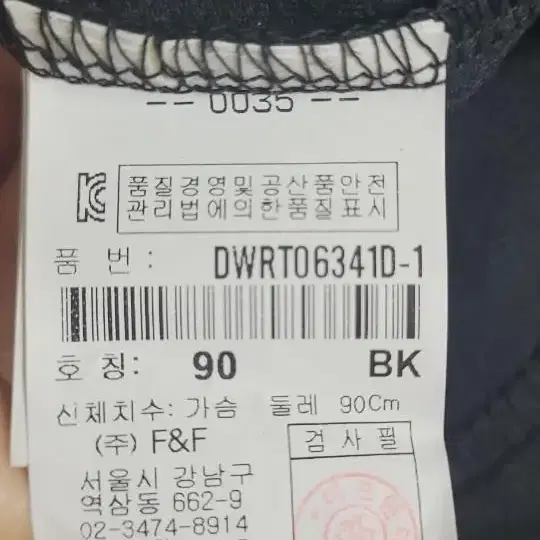 -- 0035 --
품질경영및공산품안전
관리법에의한품질표시
품 번 : DWRT06341D-1
호 칭: 90 BK
신체치수: 가슴 둘레 90Cm
(주) F&F
검 사 필
서울시 강남구
역삼동 662-9
02-3474-8914